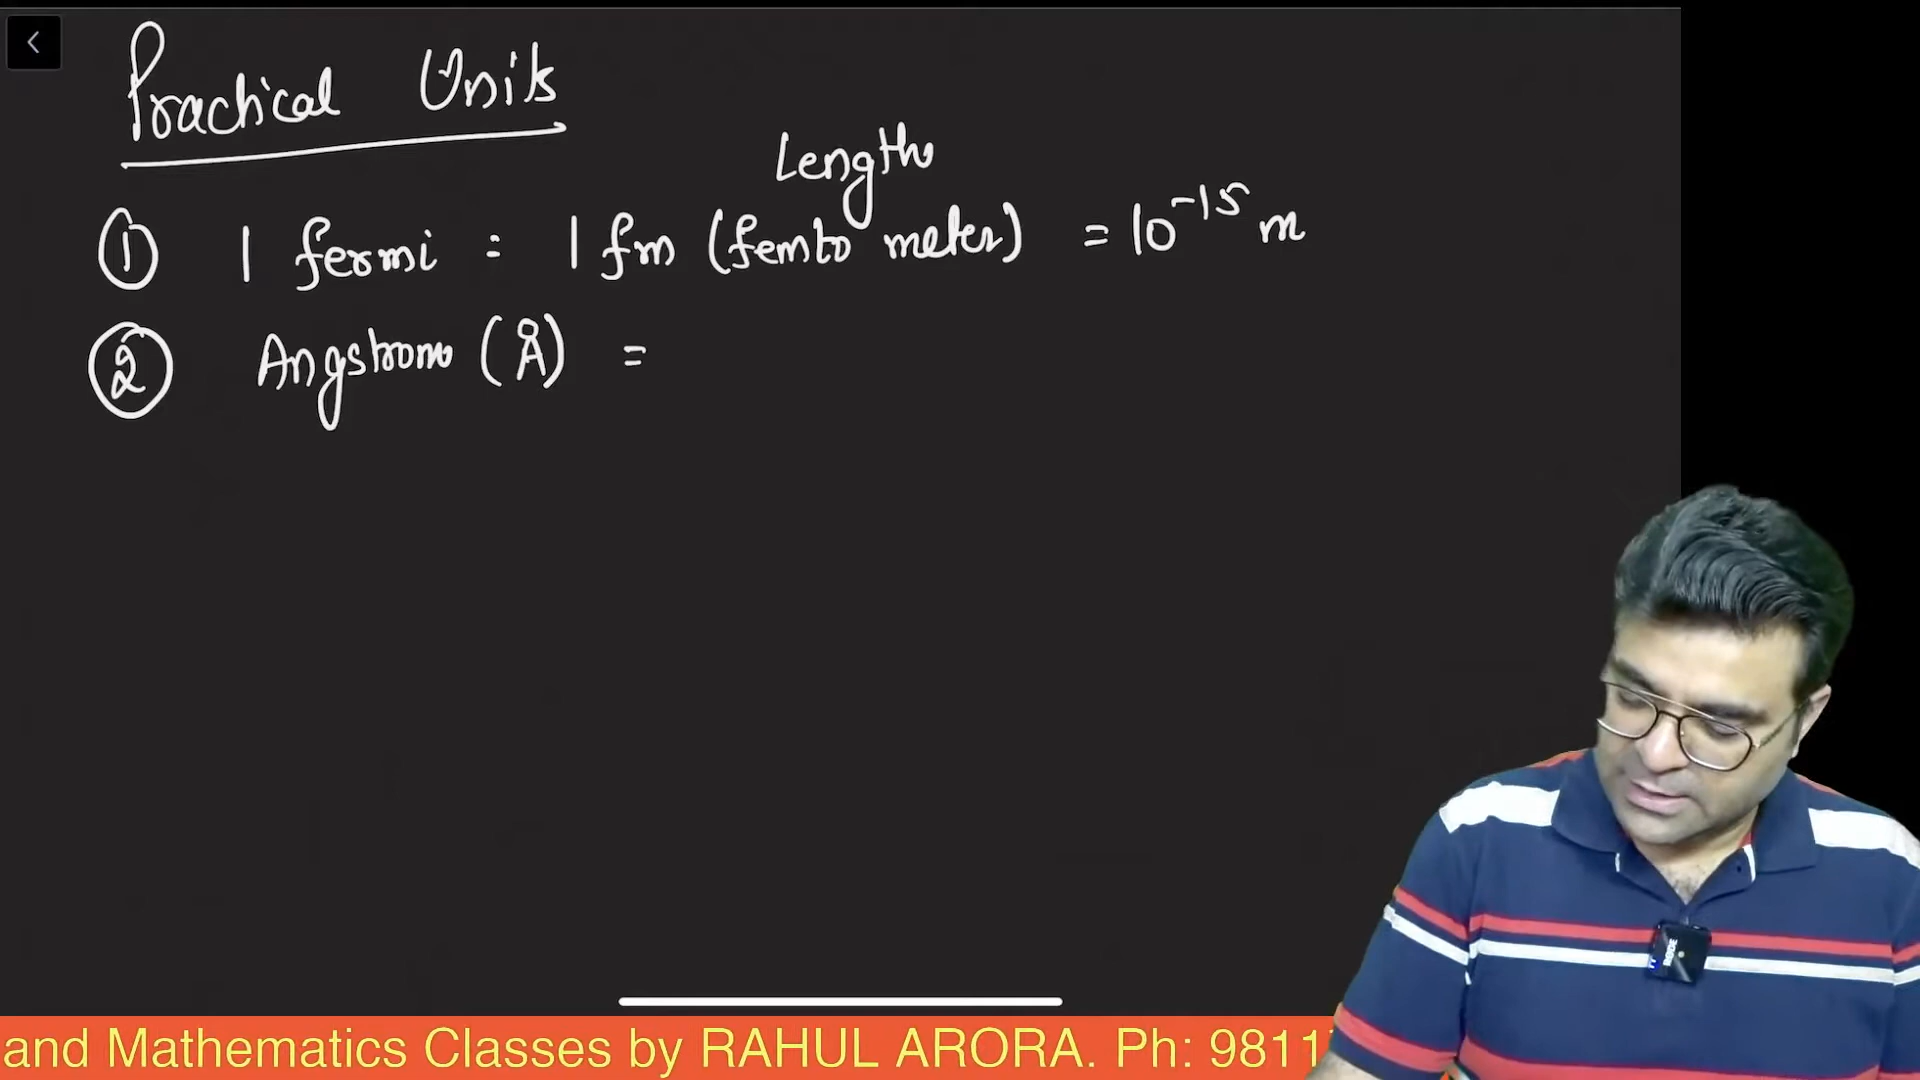 Practical Units
Length
① 1 fermi = 1 fm (femto meter) = 10⁻¹⁵ m
② Angstrom (Å) =
and Mathematics Classes by RAHUL ARORA. Ph: 9811